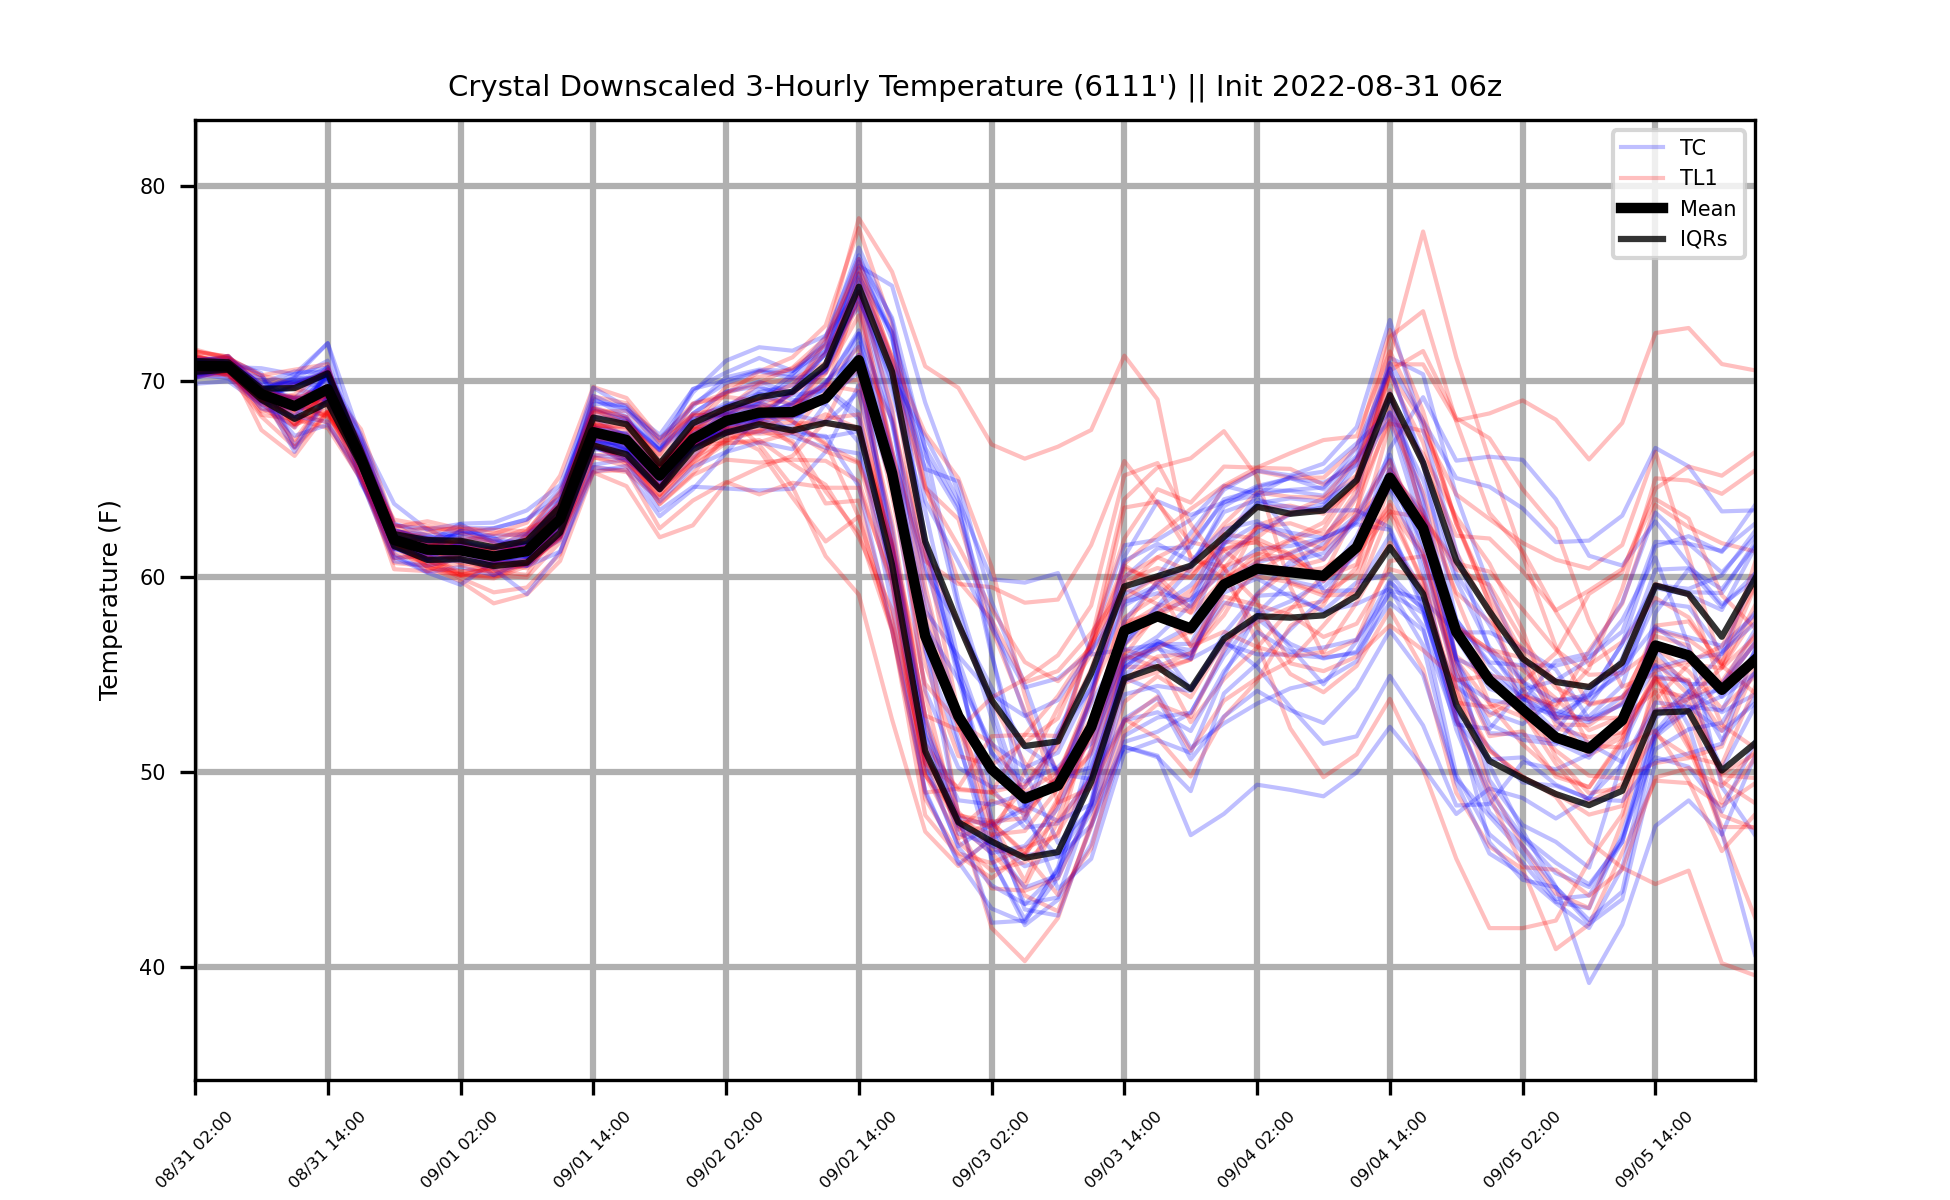 Crystal Downscaled 3-Hourly Temperature (6111') || Init 2022-08-31 06z
TC
TL1
Mean
IQRs
Temperature (F)
80
70
60
50
40
08/31 02:00
08/31 14:00
09/01 02:00
09/01 14:00
09/02 02:00
09/02 14:00
09/03 02:00
09/03 14:00
09/04 02:00
09/04 14:00
09/05 02:00
09/05 14:00